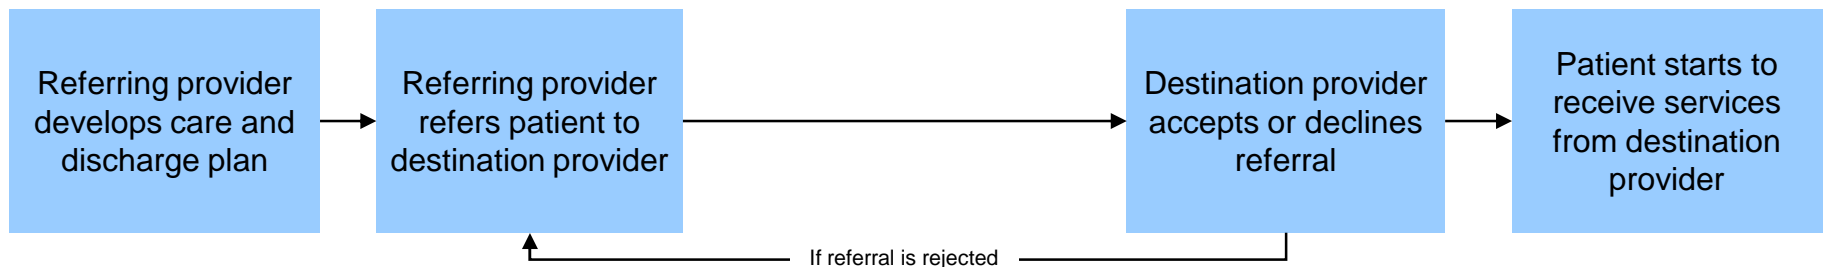 Referring provider
develops care and
discharge plan
Referring provider
refers patient to
destination provider
Destination provider
accepts or declines
referral
Patient starts to
receive services
from destination
provider
If referral is rejected